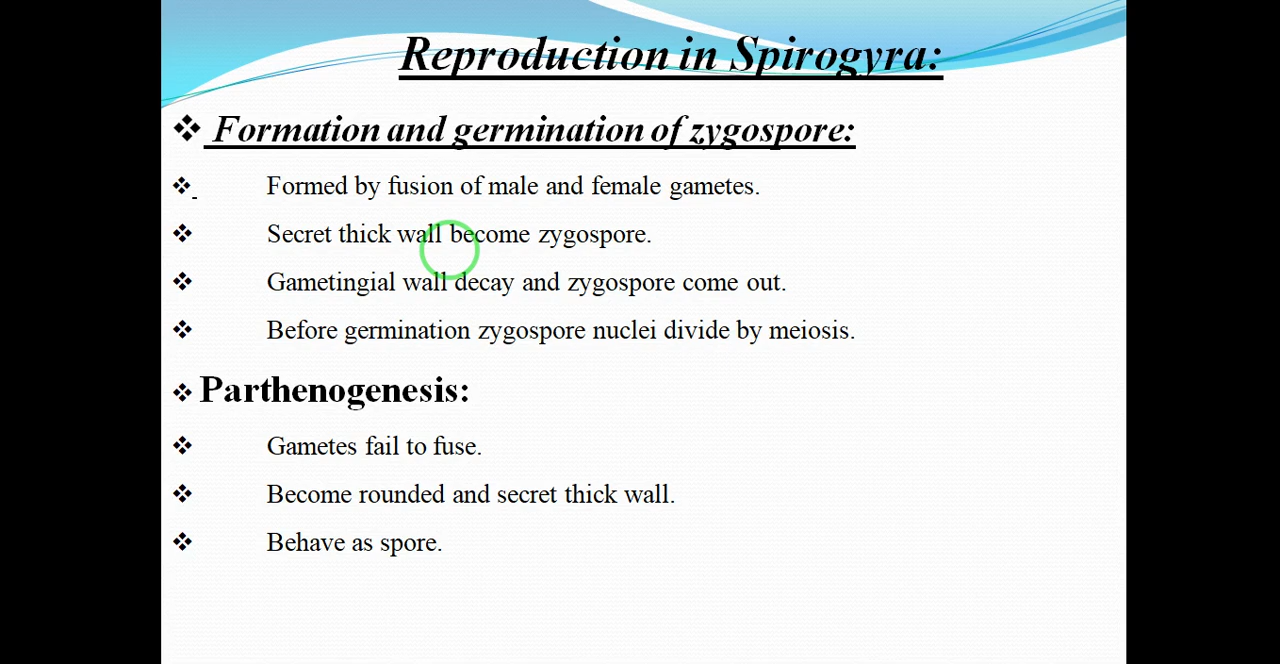 Reproduction in Spirogyra:
Formation and germination of zygospore:
Formed by fusion of male and female gametes.
Secret thick wall become zygospore.
Gametingial wall decay and zygospore come out.
Before germination zygospore nuclei divide by meiosis.
Parthenogenesis:
Gametes fail to fuse.
Become rounded and secret thick wall.
Behave as spore.